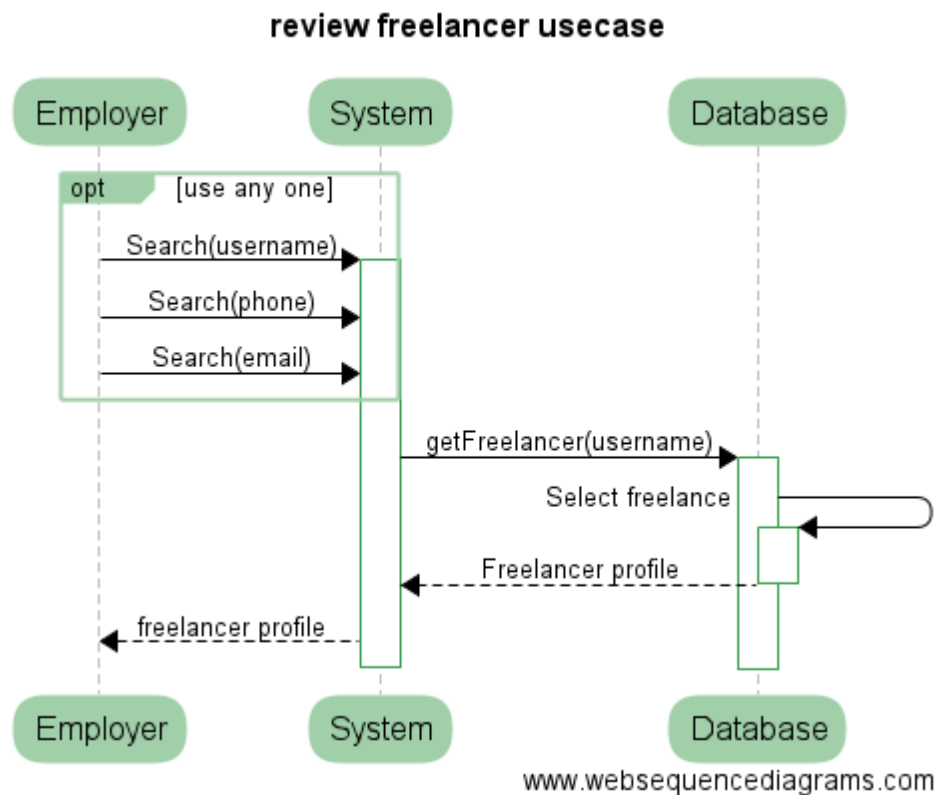 review freelancer usecase
Employer
System
Database
opt
[use any one]
Search(username)
Search(phone)
Search(email)
getFreelancer(username)
Select freelance
Freelancer profile
freelancer profile
Employer
System
Database
www.websequencediagrams.com